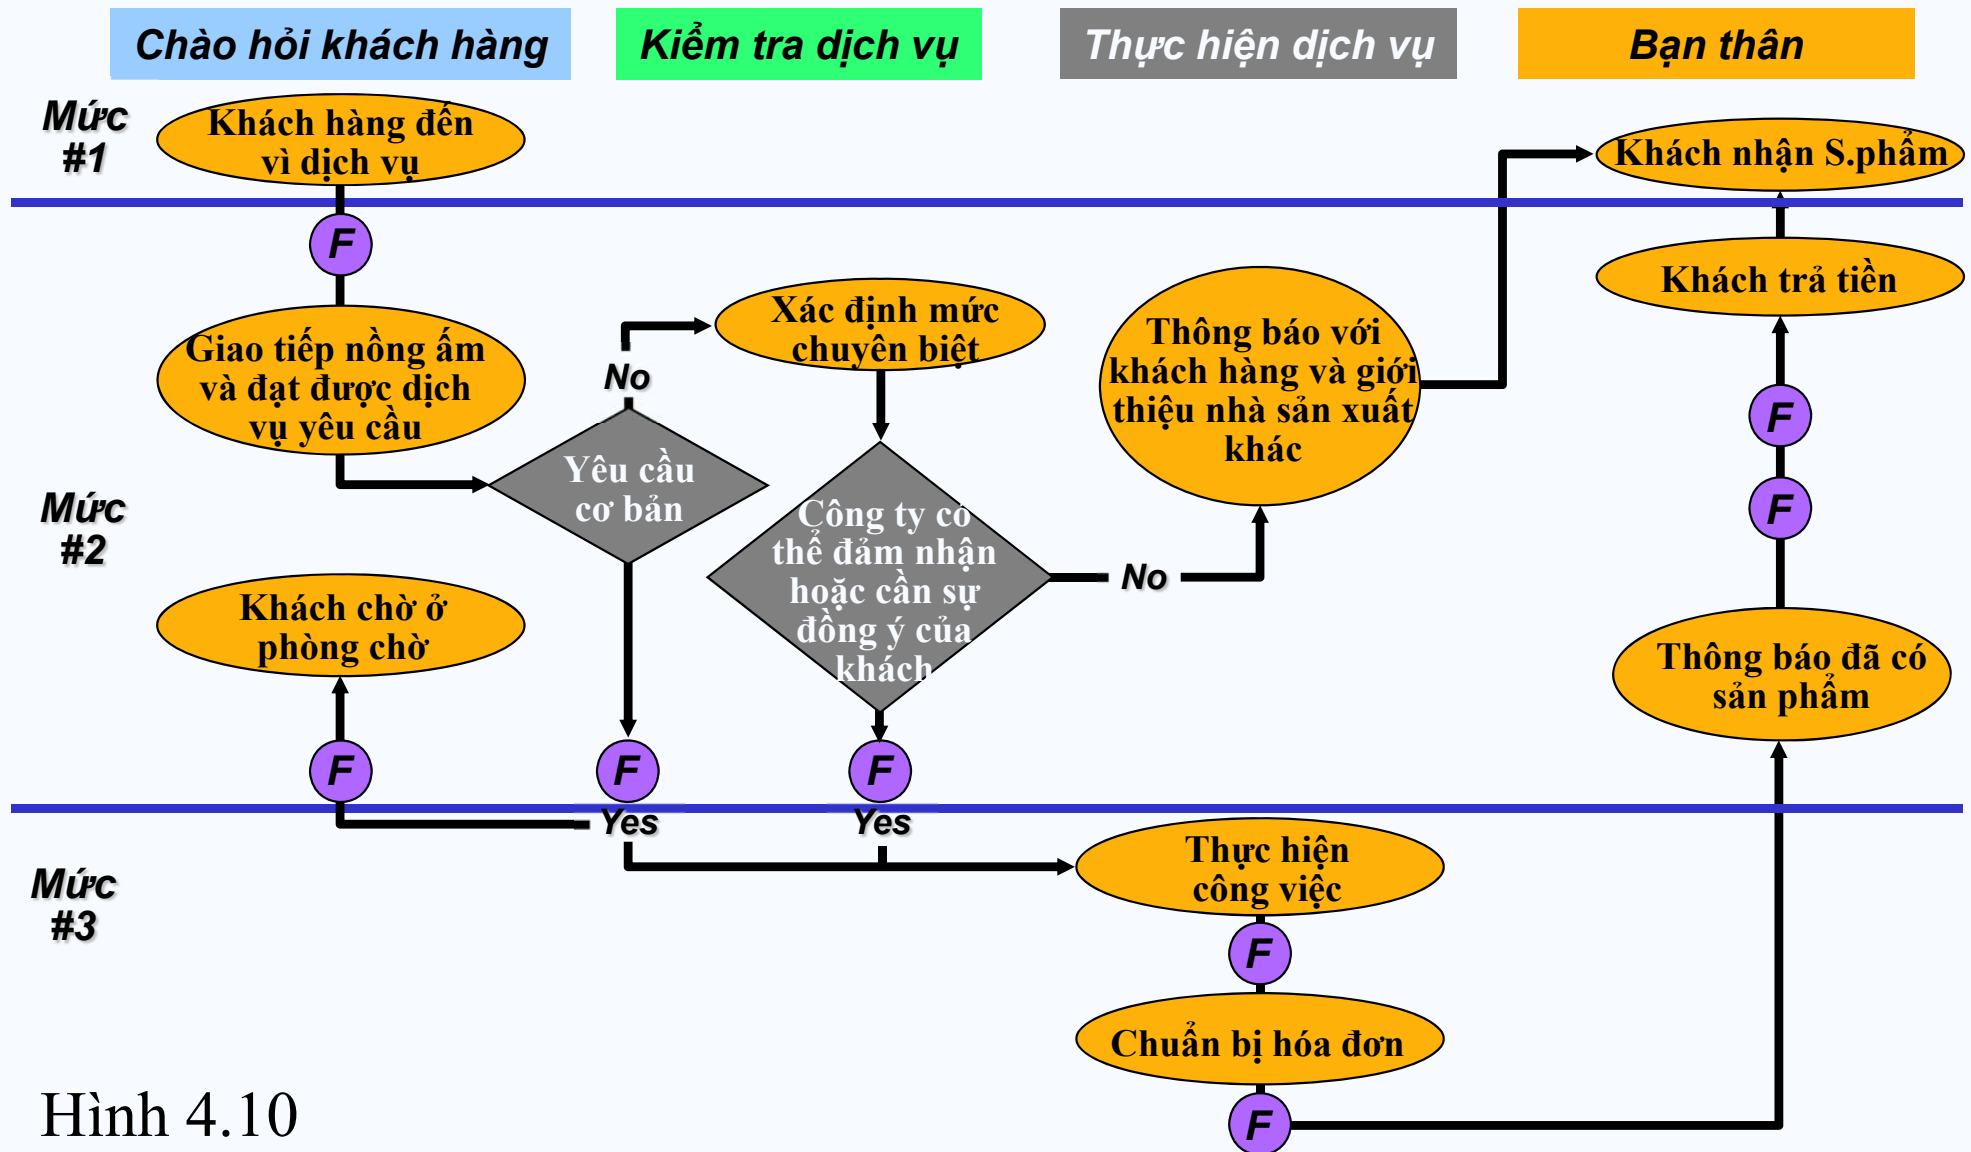 Chào hỏi khách hàng
Kiểm tra dịch vụ
Thực hiện dịch vụ
Bạn thân
Mức
#1
Khách hàng đến
vì dịch vụ
Khách nhận S.phẩm
F
Khách trả tiền
Giao tiếp nồng ấm
và đạt được dịch
vụ yêu cầu
No
Xác định mức
chuyên biệt
Thông báo với
khách hàng và giới
thiệu nhà sản xuất
khác
F
F
Mức
#2
Yêu cầu
cơ bản
Công ty có
thể đảm nhận
hoặc cần sự
đồng ý của
khách
No
Khách chờ ở
phòng chờ
Thông báo đã có
sản phẩm
F
F
F
Yes
Yes
Mức
#3
Thực hiện
công việc
F
Chuẩn bị hóa đơn
F
Hình 4.10